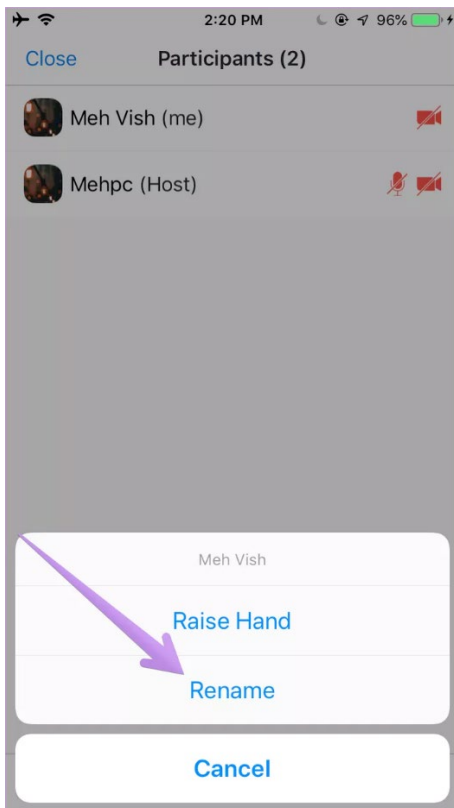 2:20 PM 96%
Close Participants (2)
Meh Vish (me)
Mehpc (Host)
Meh Vish
Raise Hand
Rename
Cancel